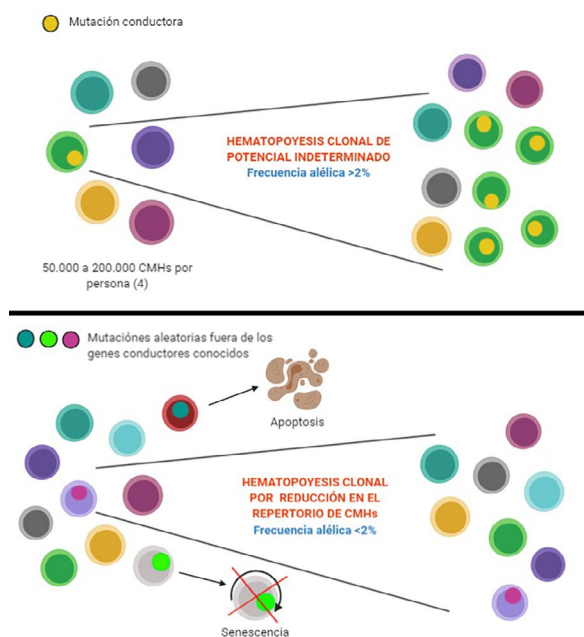 Mutación conductora
HEMATOPOYESIS CLONAL DE
POTENCIAL INDETERMINADO
Frecuencia alélica >2%
50.000 a 200.000 CMHs por
persona (4)
Mutaciónes aleatorias fuera de los
genes conductores conocidos
Apoptosis
HEMATOPOYESIS CLONAL
POR REDUCCIÓN EN EL
REPERTORIO DE CMHs
Frecuencia alélica <2%
Senescencia